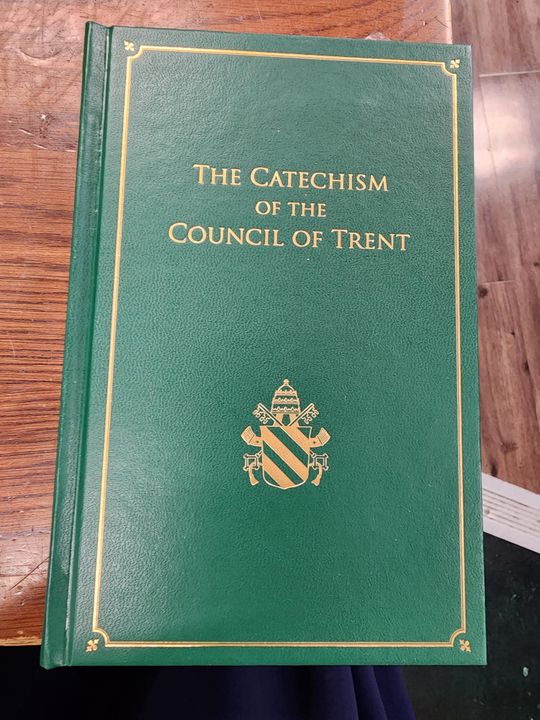 The Catechism
of the
Council of Trent